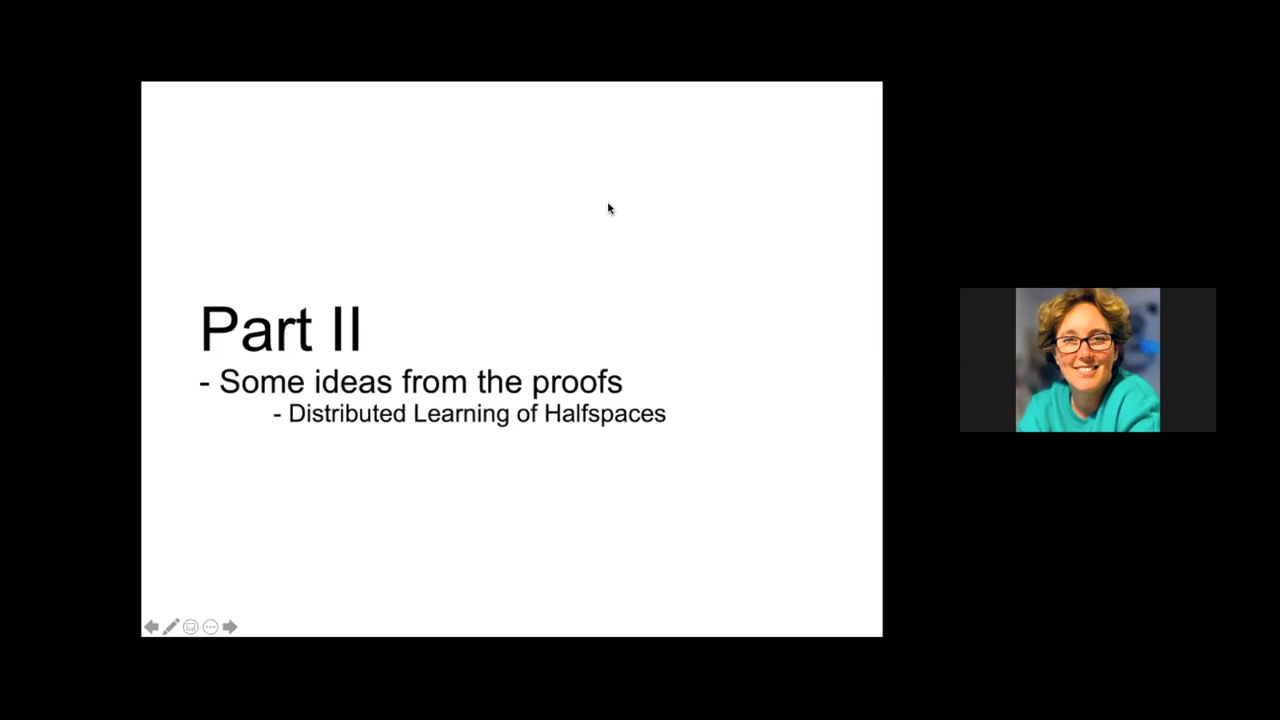 Part II
- Some ideas from the proofs
- Distributed Learning of Halfspaces